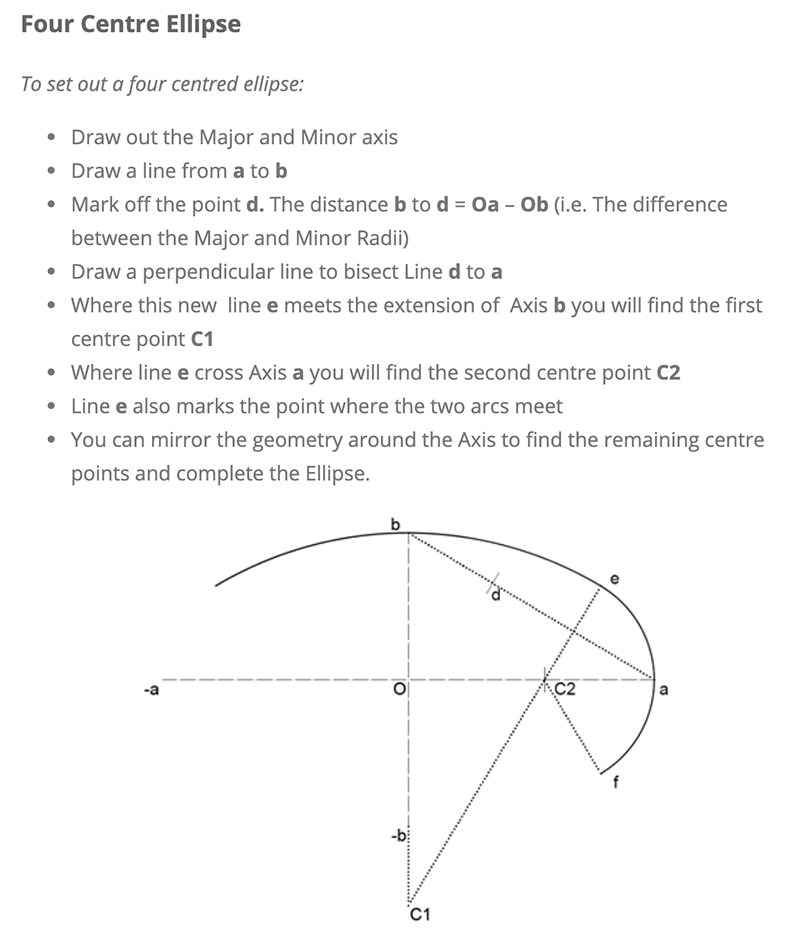 Four Centre Ellipse
To set out a four centred ellipse:
• Draw out the Major and Minor axis
• Draw a line from a to b
• Mark off the point d. The distance b to d = Oa – Ob (i.e. The difference
between the Major and Minor Radii)
• Draw a perpendicular line to bisect Line d to a
• Where this new  line e meets the extension of  Axis b you will find the first
centre point C1
• Where line e cross Axis a you will find the second centre point C2
• Line e also marks the point where the two arcs meet
• You can mirror the geometry around the Axis to find the remaining centre
points and complete the Ellipse.
b
e
d
-a
O
C2
a
f
-b
C1